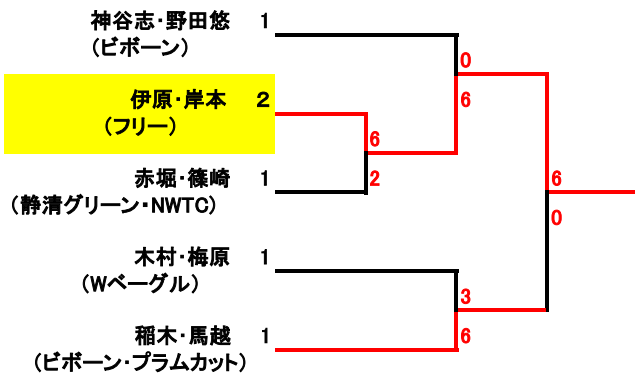 神谷志・野田悠 1
(ビボーン)
0
6
伊原・岸本 2
(フリー)
6
2
赤堀・篠崎 1
(静清グリーン・NWTC)
6
0
木村・梅原 1
(Wベーグル)
3
6
稲木・馬越 1
(ビボーン・プラムカット)